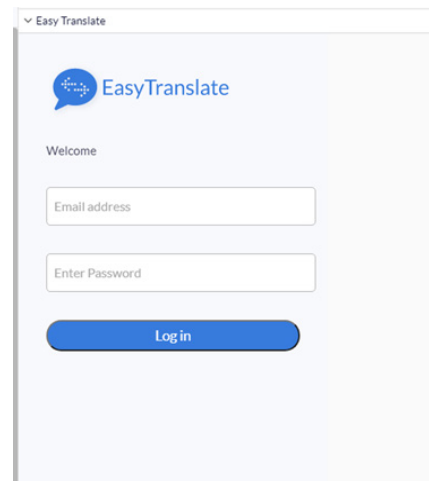 Easy Translate
EasyTranslate
Welcome
Email address
Enter Password
Log in